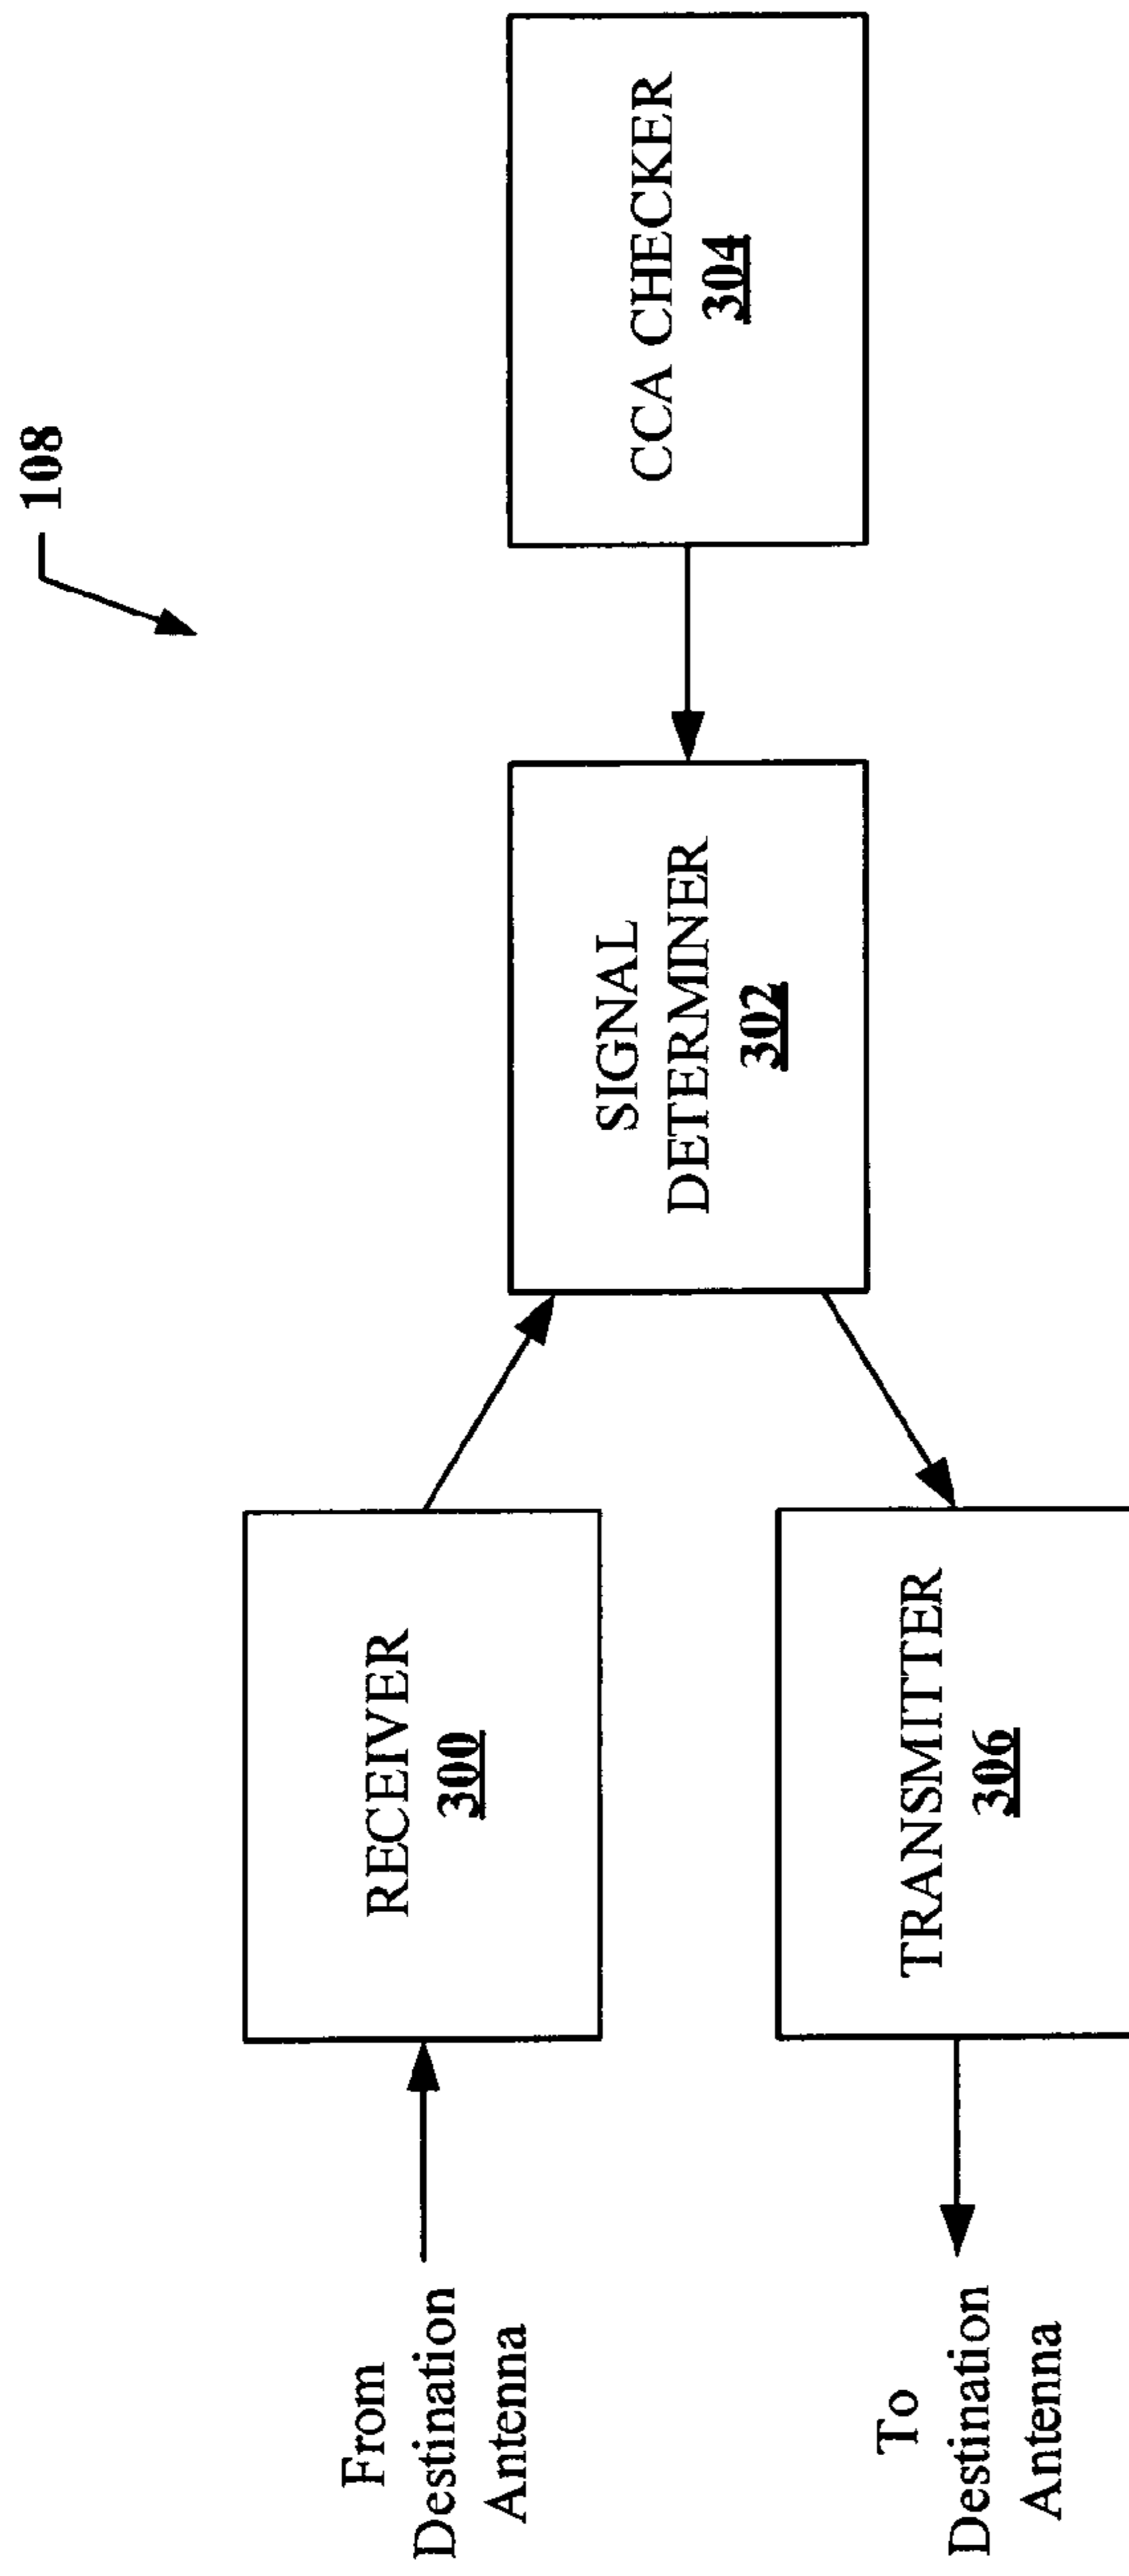 108
From
Destination
Antenna
RECEIVER
300
SIGNAL
DETERMINER
302
CCA CHECKER
304
To
Destination
Antenna
TRANSMITTER
306